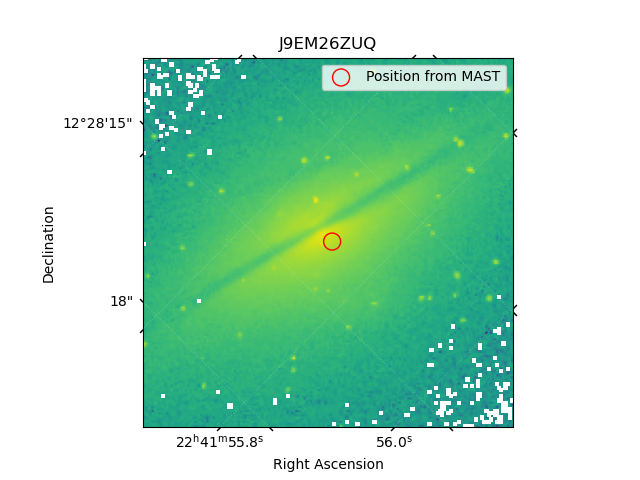 J9EM26ZUQ
Position from MAST
12°28'15"
18"
Declination
22ʰ41ᵐ55.8ˢ
56.0ˢ
Right Ascension